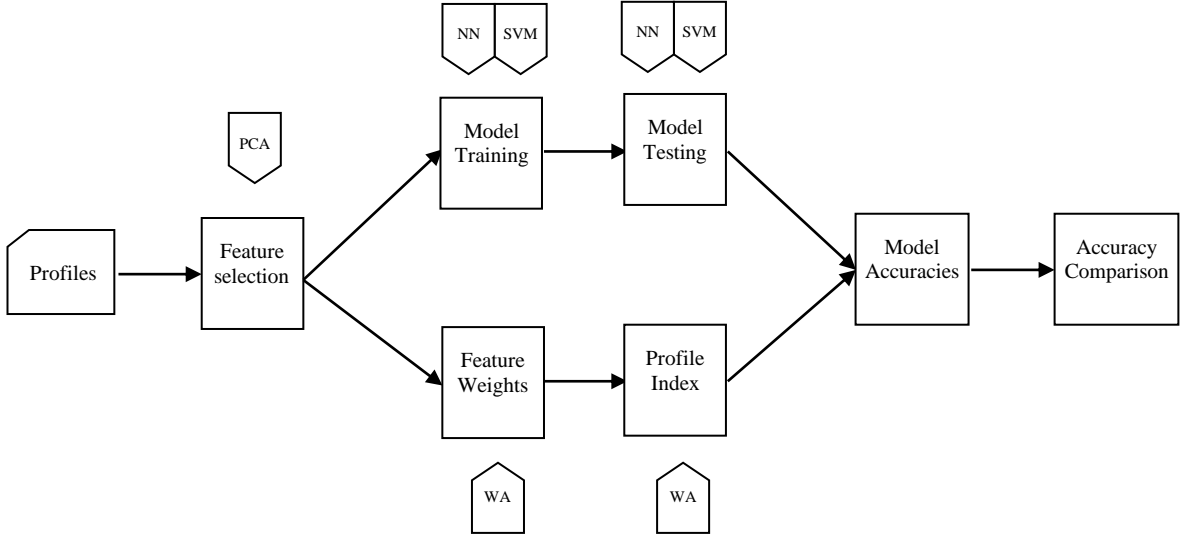 NN SVM
NN SVM
PCA
Model
Training
Model
Testing
Profiles
Feature
selection
Model
Accuracies
Accuracy
Comparison
Feature
Weights
Profile
Index
WA
WA